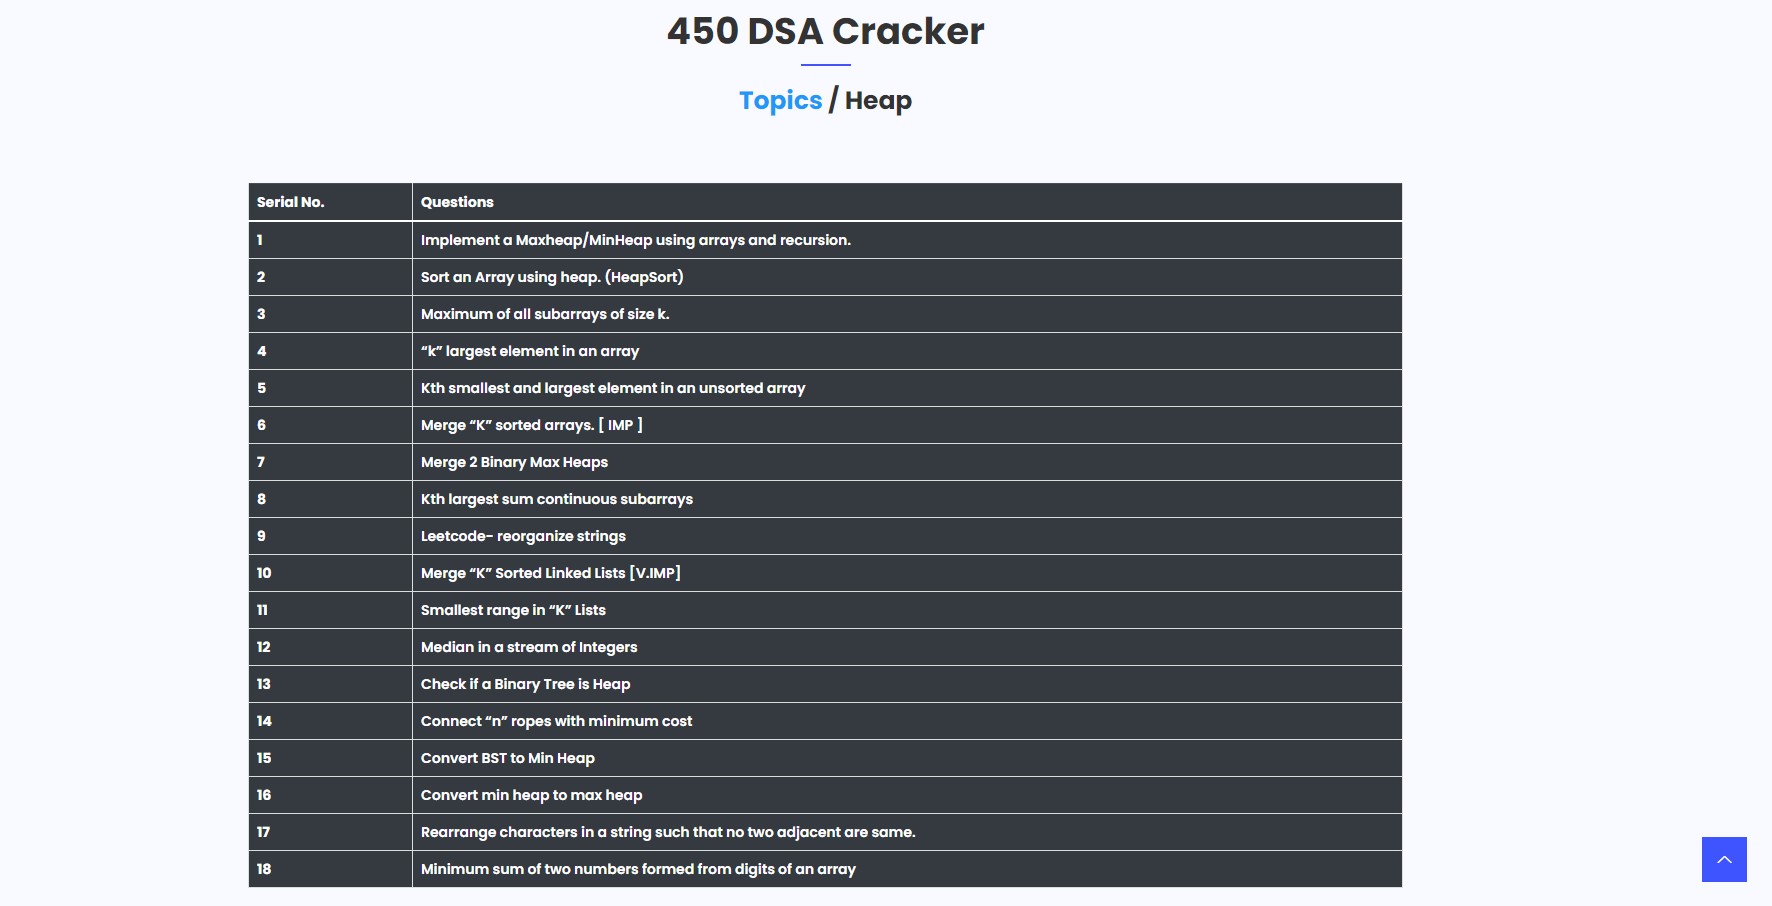 450 DSA Cracker
Topics / Heap
Serial No. Questions
1 Implement a Maxheap/MinHeap using arrays and recursion.
2 Sort an Array using heap. (HeapSort)
3 Maximum of all subarrays of size k.
4 “k” largest element in an array
5 Kth smallest and largest element in an unsorted array
6 Merge “K” sorted arrays. [ IMP ]
7 Merge 2 Binary Max Heaps
8 Kth largest sum continuous subarrays
9 Leetcode- reorganize strings
10 Merge “K” Sorted Linked Lists [V.IMP]
11 Smallest range in “K” Lists
12 Median in a stream of Integers
13 Check if a Binary Tree is Heap
14 Connect “n” ropes with minimum cost
15 Convert BST to Min Heap
16 Convert min heap to max heap
17 Rearrange characters in a string such that no two adjacent are same.
18 Minimum sum of two numbers formed from digits of an array